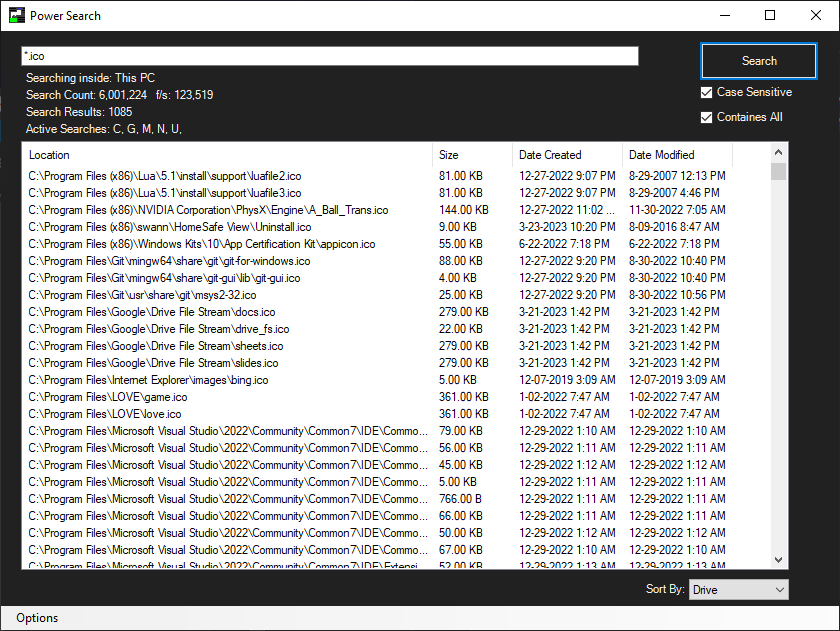 Power Search
*.ico
Search
Searching inside: This PC
Case Sensitive
Search Count: 6,001,224 f/s: 123,519
Search Results: 1085
Containes All
Active Searches: C, G, M, N, U,
Location Size Date Created Date Modified
C:\Program Files (x86)\Lua\5.1\install\support\luafile2.ico 81.00 KB 12-27-2022 9:07 PM 8-29-2007 12:13 PM
C:\Program Files (x86)\Lua\5.1\install\support\luafile3.ico 81.00 KB 12-27-2022 9:07 PM 8-29-2007 4:46 PM
C:\Program Files (x86)\NVIDIA Corporation\PhysX\Engine\A_Ball_Trans.ico 144.00 KB 12-27-2022 11:02 ... 11-30-2022 7:05 AM
C:\Program Files (x86)\swann\HomeSafe View\Uninstall.ico 9.00 KB 3-23-2023 10:20 PM 8-09-2016 8:47 AM
C:\Program Files (x86)\Windows Kits\10\App Certification Kit\appicon.ico 55.00 KB 6-22-2022 7:18 PM 6-22-2022 7:18 PM
C:\Program Files\Git\mingw64\share\git\git-for-windows.ico 88.00 KB 12-27-2022 9:20 PM 8-30-2022 10:40 PM
C:\Program Files\Git\mingw64\share\git-gui\lib\git-gui.ico 4.00 KB 12-27-2022 9:20 PM 8-30-2022 10:40 PM
C:\Program Files\Git\usr\share\git\msys2-32.ico 25.00 KB 12-27-2022 9:20 PM 8-30-2022 10:56 PM
C:\Program Files\Google\Drive File Stream\docs.ico 279.00 KB 3-21-2023 1:42 PM 3-21-2023 1:42 PM
C:\Program Files\Google\Drive File Stream\drive_fs.ico 22.00 KB 3-21-2023 1:42 PM 3-21-2023 1:42 PM
C:\Program Files\Google\Drive File Stream\sheets.ico 279.00 KB 3-21-2023 1:42 PM 3-21-2023 1:42 PM
C:\Program Files\Google\Drive File Stream\slides.ico 279.00 KB 3-21-2023 1:42 PM 3-21-2023 1:42 PM
C:\Program Files\Internet Explorer\images\bing.ico 5.00 KB 12-07-2019 3:09 AM 12-07-2019 3:09 AM
C:\Program Files\LOVE\game.ico 361.00 KB 1-02-2022 7:47 AM 1-02-2022 7:47 AM
C:\Program Files\LOVE\love.ico 361.00 KB 1-02-2022 7:47 AM 1-02-2022 7:47 AM
C:\Program Files\Microsoft Visual Studio\2022\Community\Common7\IDE\Commo... 79.00 KB 12-29-2022 1:10 AM 12-29-2022 1:10 AM
C:\Program Files\Microsoft Visual Studio\2022\Community\Common7\IDE\Commo... 56.00 KB 12-29-2022 1:11 AM 12-29-2022 1:11 AM
C:\Program Files\Microsoft Visual Studio\2022\Community\Common7\IDE\Commo... 45.00 KB 12-29-2022 1:12 AM 12-29-2022 1:12 AM
C:\Program Files\Microsoft Visual Studio\2022\Community\Common7\IDE\Commo... 5.00 KB 12-29-2022 1:11 AM 12-29-2022 1:11 AM
C:\Program Files\Microsoft Visual Studio\2022\Community\Common7\IDE\Commo... 766.00 B 12-29-2022 1:11 AM 12-29-2022 1:11 AM
C:\Program Files\Microsoft Visual Studio\2022\Community\Common7\IDE\Commo... 66.00 KB 12-29-2022 1:11 AM 12-29-2022 1:11 AM
C:\Program Files\Microsoft Visual Studio\2022\Community\Common7\IDE\Commo... 50.00 KB 12-29-2022 1:12 AM 12-29-2022 1:12 AM
C:\Program Files\Microsoft Visual Studio\2022\Community\Common7\IDE\Commo... 67.00 KB 12-29-2022 1:10 AM 12-29-2022 1:10 AM
C:\Program Files\Microsoft Visual Studio\2022\Community\Common7\IDE\Extensi... 52.00 KB 12-29-2022 1:13 AM 12-29-2022 1:13 AM
Sort By: Drive
Options